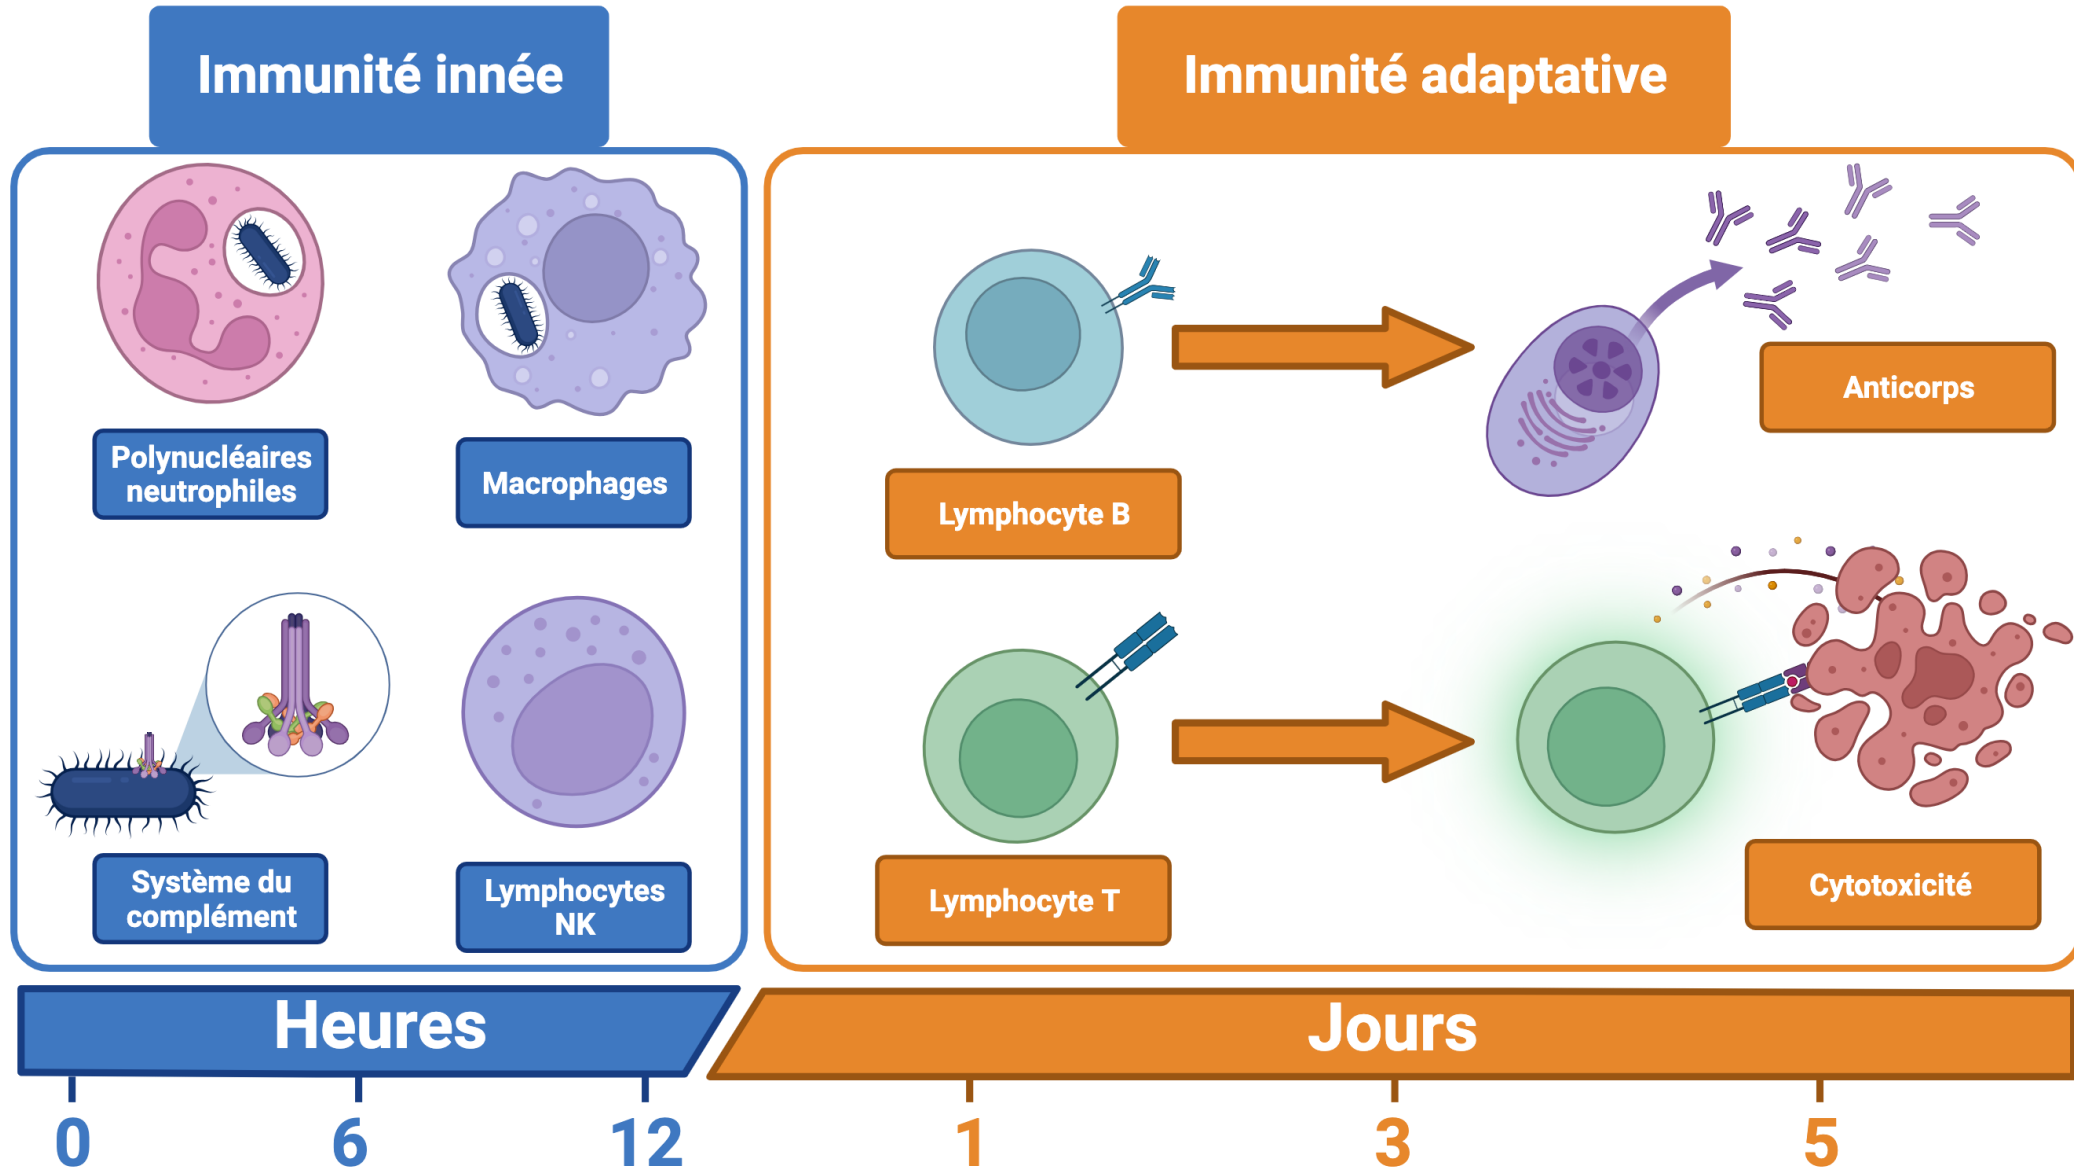 Immunité innée
Immunité adaptative
Polynucléaires
neutrophiles
Macrophages
Système du
complément
Lymphocytes
NK
Lymphocyte B
Anticorps
Lymphocyte T
Cytotoxicité
Heures
Jours
0
6
12
1
3
5